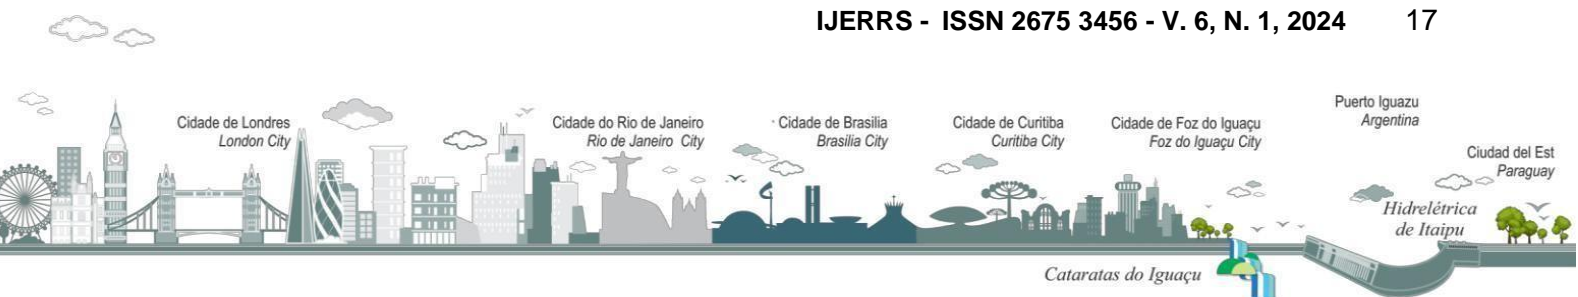 IJERRS - ISSN 2675 3456 - V. 6, N. 1, 2024 17
Cidade de Londres
London City
Cidade do Rio de Janeiro
Rio de Janeiro City
Cidade de Brasilia
Brasilia City
Cidade de Curitiba
Curitiba City
Cidade de Foz do Iguaçu
Foz do Iguaçu City
Puerto Iguazu
Argentina
Ciudad del Est
Paraguay
Hidrelétrica
de Itaipu
Cataratas do Iguaçu